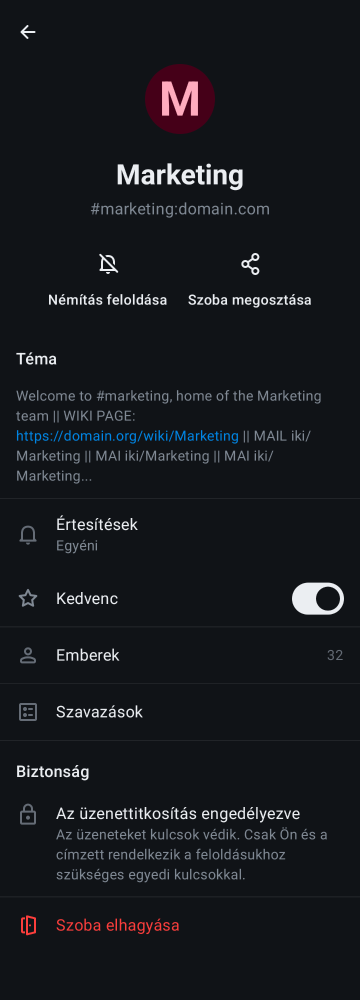 M
Marketing
#marketing:domain.com
Némítás feloldása
Szoba megosztása
Téma
Welcome to #marketing, home of the Marketing
team || WIKI PAGE:
https://domain.org/wiki/Marketing || MAIL iki/
Marketing || MAI iki/Marketing || MAI iki/
Marketing...
Értesítések
Egyéni
Kedvenc
Emberek
32
Szavazások
Biztonság
Az üzenettitkosítás engedélyezve
Az üzeneteket kulcsok védik. Csak Ön és a
címzett rendelkezik a feloldásukhoz
szükséges egyedi kulcsokkal.
Szoba elhagyása